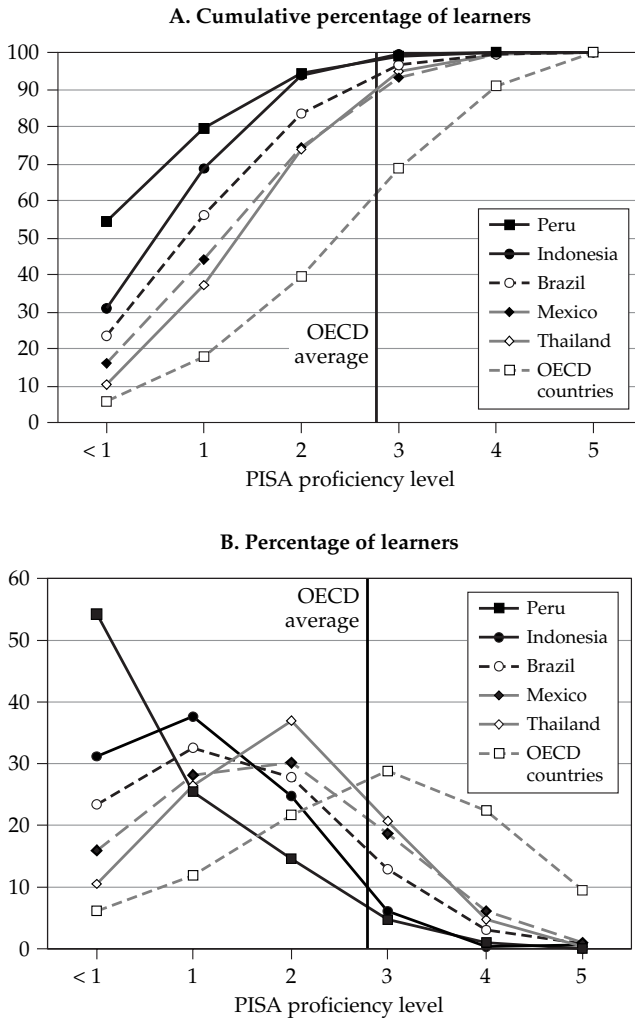 A. Cumulative percentage of learners
100
90
80
70
60
50
40
30
20
10
0
OECD
average
Peru
Indonesia
Brazil
Mexico
Thailand
OECD
countries
< 1
1
2
3
4
5
PISA proficiency level
B. Percentage of learners
60
50
40
30
20
10
0
OECD
average
Peru
Indonesia
Brazil
Mexico
Thailand
OECD
countries
< 1
1
2
3
4
5
PISA proficiency level